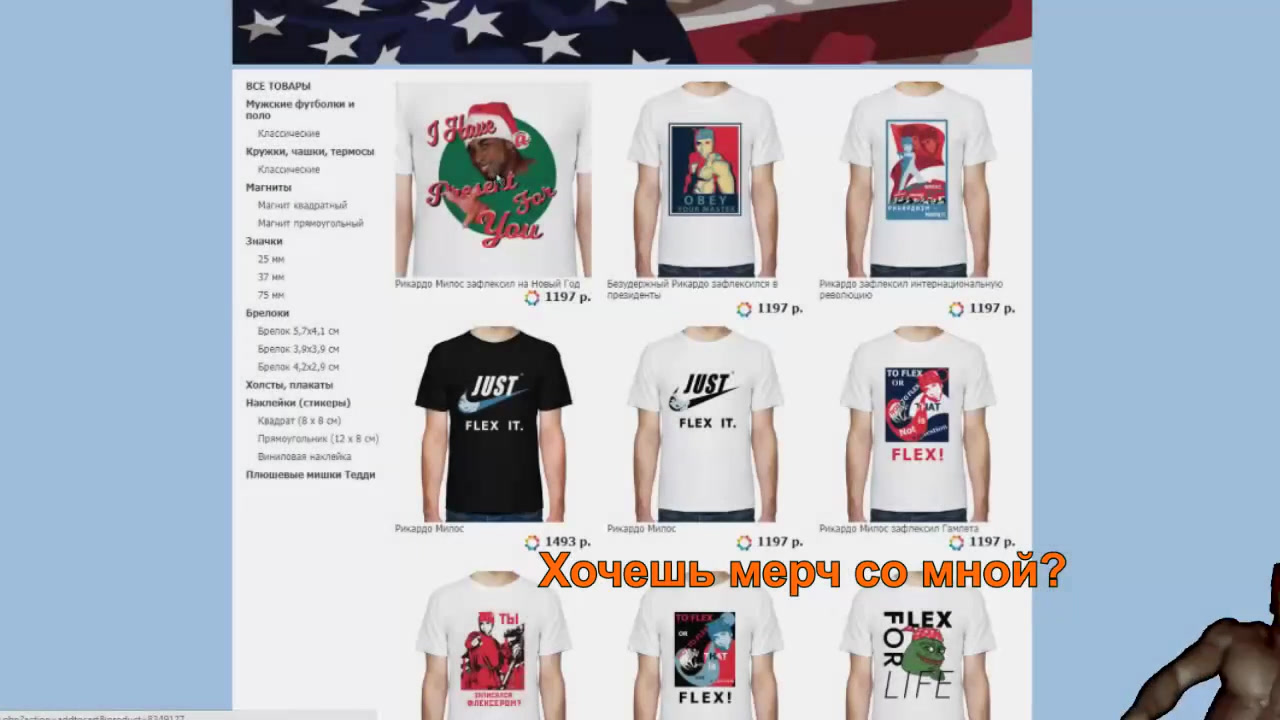 ВСЕ ТОВАРЫ
Мужские футболки и
поло
Классические
Кружки, чашки, термосы
Классические
Магниты
Магнит квадратный
Магнит прямоугольный
Значки
25 мм
37 мм
75 мм
Брелоки
Брелок 5,7x4,1 см
Брелок 3,9x3,9 см
Брелок 4,2x2,9 см
Холсты, плакаты
Наклейки (стикеры)
Квадрат (8 x 8 см)
Прямоугольник (12 x 8 см)
Виниловая наклейка
Плюшевые мишки Тедди
I Have
a
Present
For
You
Рикардо Милос зафлексил на Новый Год
1197 р.
OBEY
YOUR MASTER
Безудержный Рикардо зафлексился в
президенты
1197 р.
Рикардо зафлексил интернациональную
революцию
1197 р.
JUST
FLEX IT.
Рикардо Милос
1493 р.
JUST
FLEX IT.
Рикардо Милос
1197 р.
TO FLEX
OR
THAT
is
FLEX!
Рикардо Милос зафлексил Гамлета
1197 р.
Хочешь мерч со мной?
ТЫ
ЗАПИСАЛСЯ
ФЛЕКСЕРОМ?
TO FLEX
OR
THAT
is
FLEX!
FLEX
FOR
LIFE